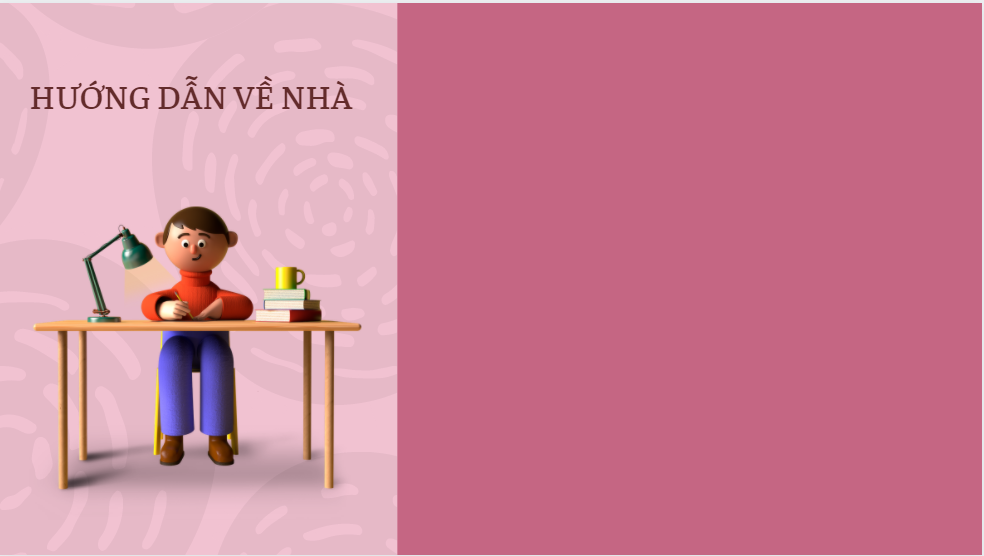 HƯỚNG DẪN VỀ NHÀ